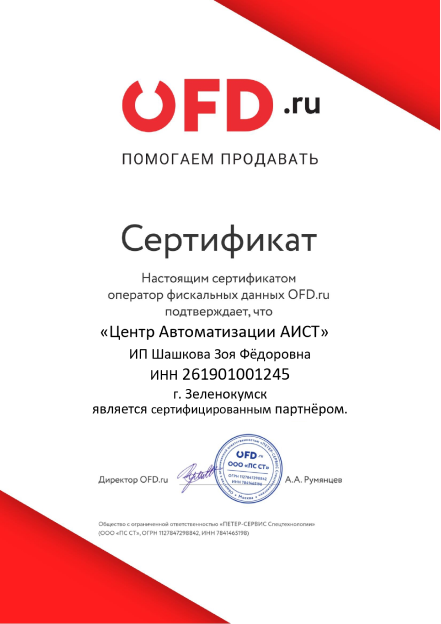 OFD.ru
ПОМОГАЕМ ПРОДАВАТЬ
Сертификат
Настоящим сертификатом
оператор фискальных данных OFD.ru
подтверждает, что
«Центр Автоматизации АИСТ»
ИП Шашкова Зоя Фёдоровна
ИНН 261901001245
г. Зеленокумск
является сертифицированным партнёром.
OFD.ru
ООО «ПС СТ»
ОГРН 1127847298842
ИНН 7841465198
Директор OFD.ru
А.А. Румянцев
Общество с ограниченной ответственностью «ПЕТЕР-СЕРВИС Спецтехнологии»
(ООО «ПС СТ», ОГРН 1127847298842, ИНН 7841465198)